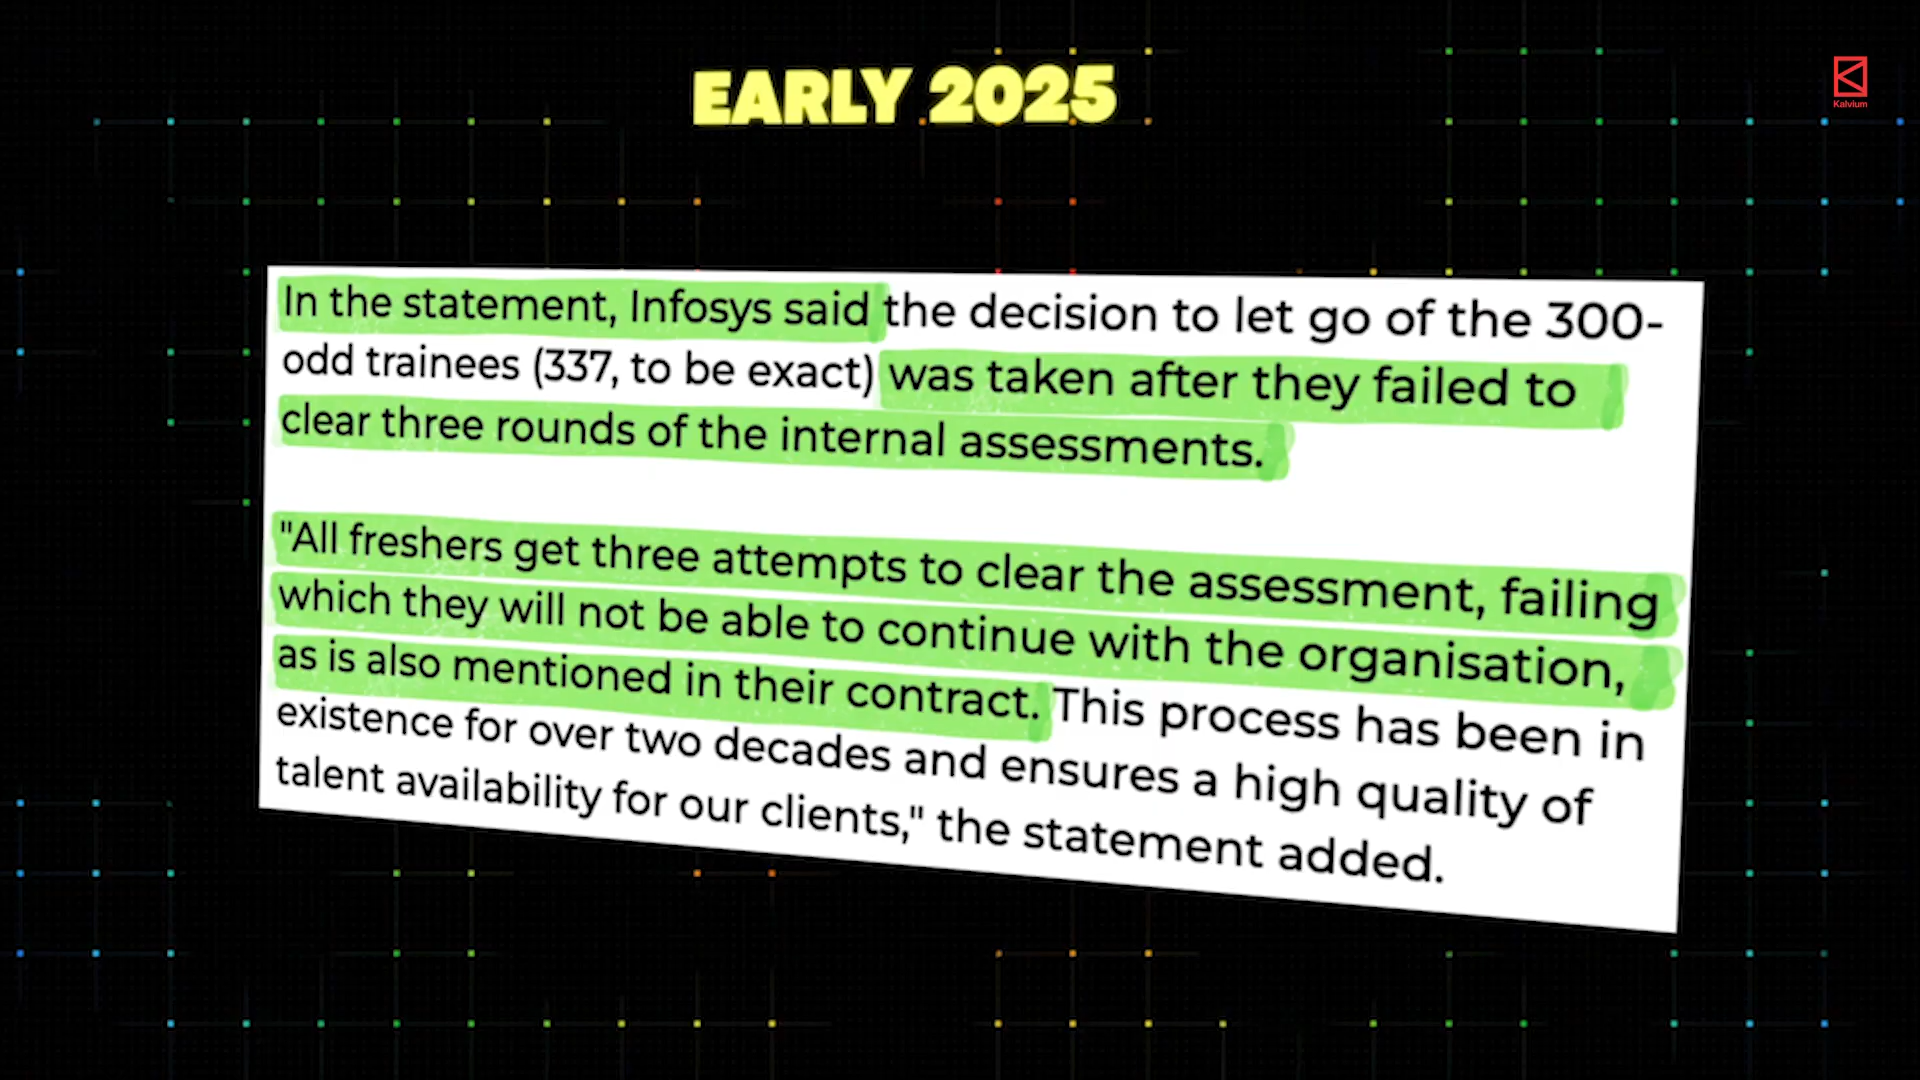 EARLY 2025
Kalvium
In the statement, Infosys said the decision to let go of the 300-
odd trainees (337, to be exact) was taken after they failed to
clear three rounds of the internal assessments.
"All freshers get three attempts to clear the assessment, failing
which they will not be able to continue with the organisation,
as is also mentioned in their contract. This process has been in
existence for over two decades and ensures a high quality of
talent availability for our clients," the statement added.